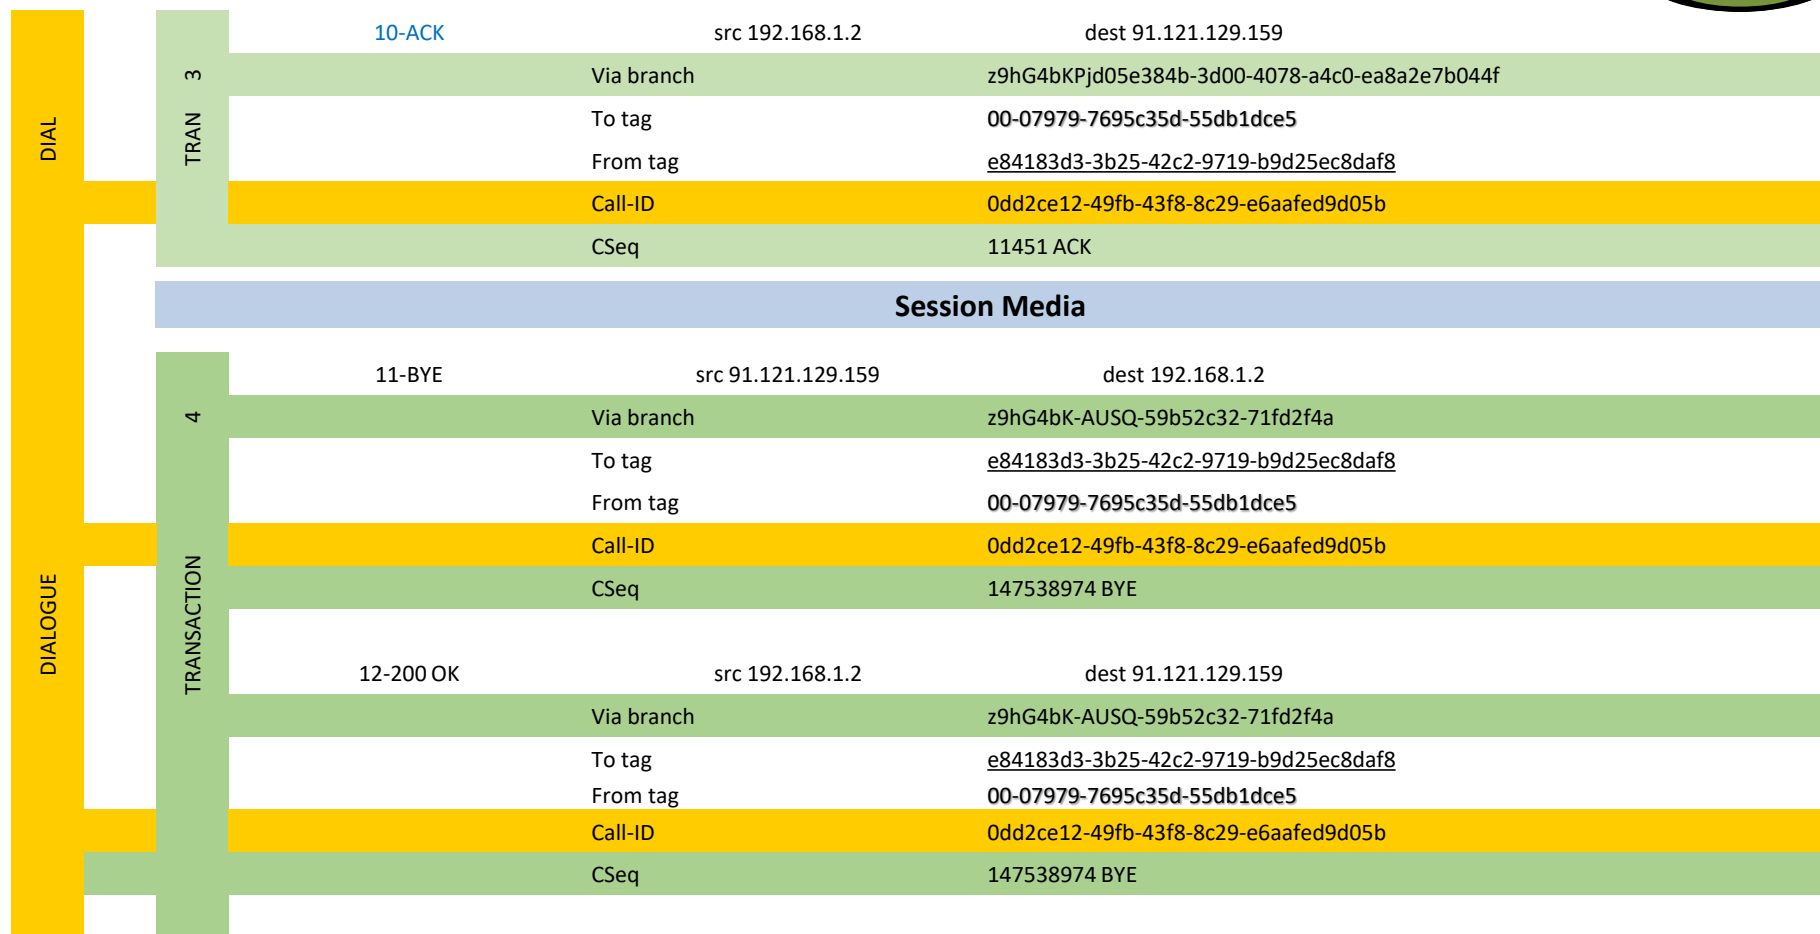 10-ACK src 192.168.1.2 dest 91.121.129.159
TRAN 3
Via branch z9hG4bKPjd05e384b-3d00-4078-a4c0-ea8a2e7b044f
DIAL
To tag 00-07979-7695c35d-55db1dce5
From tag e84183d3-3b25-42c2-9719-b9d25ec8daf8
Call-ID 0dd2ce12-49fb-43f8-8c29-e6aafed9d05b
CSeq 11451 ACK
Session Media
11-BYE src 91.121.129.159 dest 192.168.1.2
TRANSACTION 4
Via branch z9hG4bK-AUSQ-59b52c32-71fd2f4a
To tag e84183d3-3b25-42c2-9719-b9d25ec8daf8
From tag 00-07979-7695c35d-55db1dce5
Call-ID 0dd2ce12-49fb-43f8-8c29-e6aafed9d05b
CSeq 147538974 BYE
DIALOGUE
12-200 OK src 192.168.1.2 dest 91.121.129.159
Via branch z9hG4bK-AUSQ-59b52c32-71fd2f4a
To tag e84183d3-3b25-42c2-9719-b9d25ec8daf8
From tag 00-07979-7695c35d-55db1dce5
Call-ID 0dd2ce12-49fb-43f8-8c29-e6aafed9d05b
CSeq 147538974 BYE